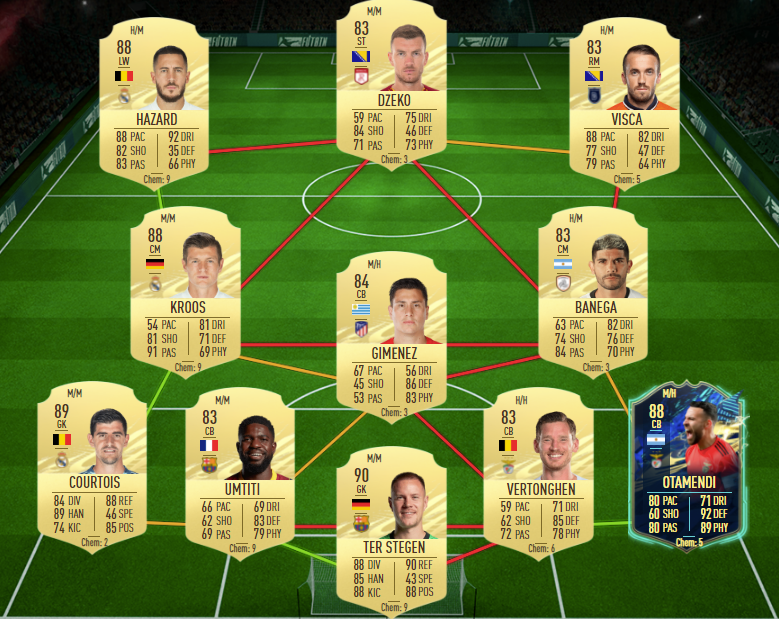 H/M
88
LW
HAZARD
88 PAC 92 DRI
82 SHO 35 DEF
83 PAS 66 PHY
Chem: 9
M/M
83
ST
DZEKO
59 PAC 75 DRI
84 SHO 46 DEF
71 PAS 73 PHY
Chem: 3
H/M
83
RM
VISCA
88 PAC 82 DRI
77 SHO 47 DEF
79 PAS 64 PHY
Chem: 5
M/M
88
CM
KROOS
54 PAC 81 DRI
81 SHO 71 DEF
91 PAS 69 PHY
Chem: 9
M/H
84
CB
GIMENEZ
67 PAC 56 DRI
45 SHO 86 DEF
53 PAS 83 PHY
Chem: 3
H/M
83
CM
BANEGA
63 PAC 82 DRI
74 SHO 76 DEF
84 PAS 70 PHY
Chem: 3
M/M
89
GK
COURTOIS
84 DIV 88 REF
89 HAN 46 SPE
74 KIC 85 POS
Chem: 2
M/M
83
CB
UMTITI
66 PAC 69 DRI
62 SHO 83 DEF
69 PAS 79 PHY
Chem: 9
M/M
90
GK
TER STEGEN
88 DIV 90 REF
85 HAN 43 SPE
88 KIC 88 POS
Chem: 9
H/H
83
CB
VERTONGHEN
59 PAC 71 DRI
62 SHO 85 DEF
72 PAS 78 PHY
Chem: 6
M/H
88
CB
OTAMENDI
80 PAC 71 DRI
60 SHO 92 DEF
80 PAS 89 PHY
Chem: 5